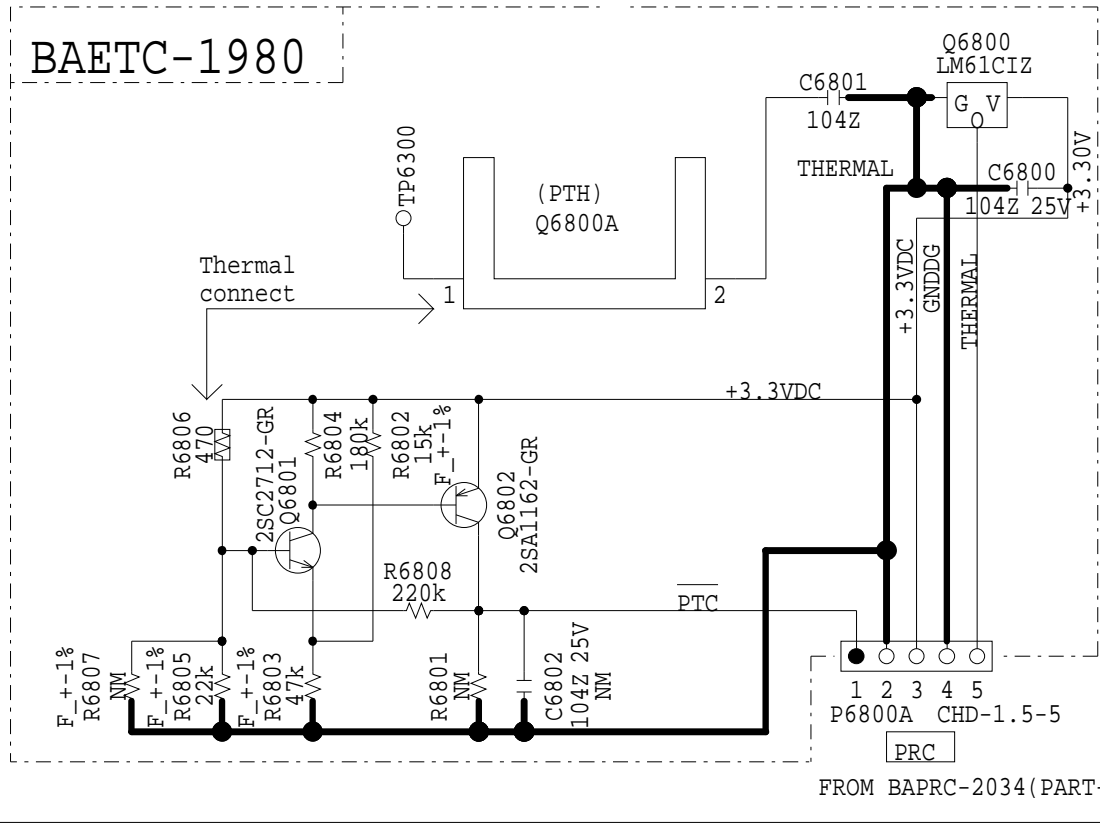 BAETC-1980
Q6800
LM61CIZ
C6801
104Z
G V
O
THERMAL
C6800
104Z 25V
+3.30V
TP6300
(PTH)
Q6800A
1
2
Thermal
connect
+3.3VDC
GNDDG
THERMAL
+3.3VDC
R6806
470
2SC2712-GR
Q6801
R6804
180k
R6802
15k
F_+-1%
Q6802
2SA1162-GR
R6808
220k
PTC
F_+-1%
R6807
NM
F_+-1%
R6805
22k
F_+-1%
R6803
47k
R6801
NM
C6802
104Z 25V
NM
1 2 3 4 5
P6800A CHD-1.5-5
PRC
FROM BAPRC-2034(PART-